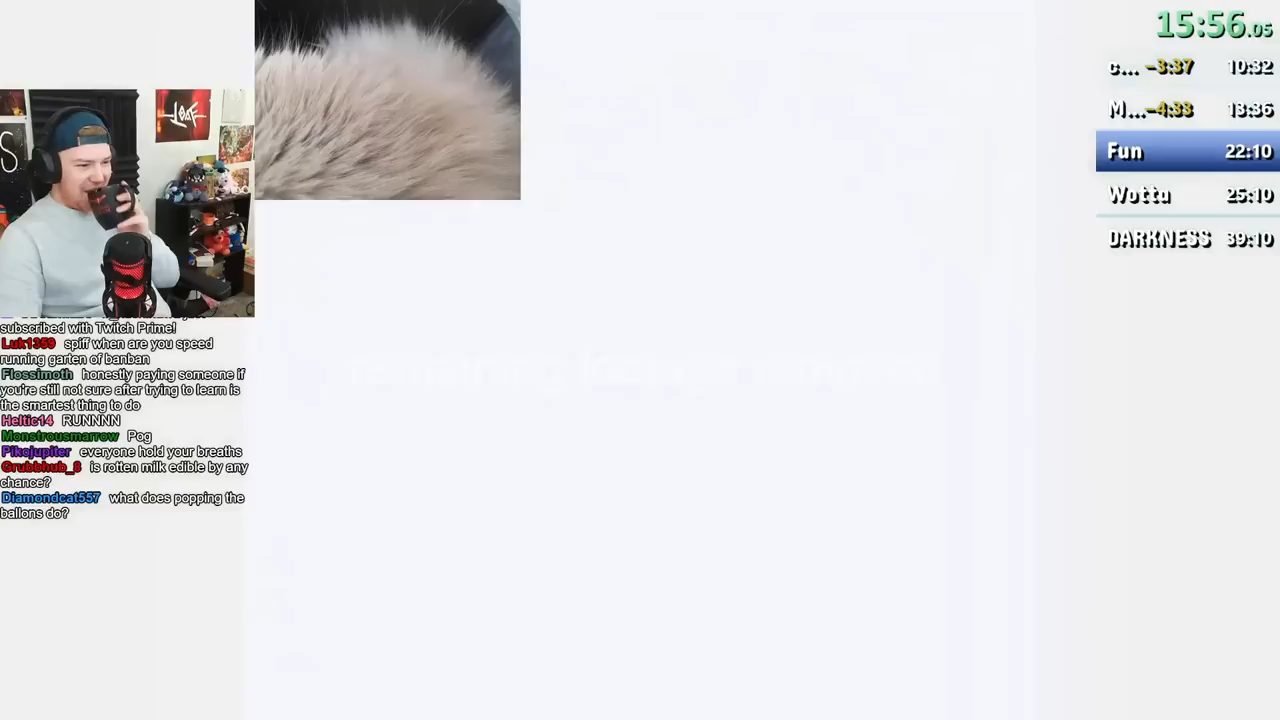 15:56.05
c... -3:37 10:32
M... -4:33 13:36
Fun 22:10
Wottu 25:10
DARKNESS 39:10
subscribed with Twitch Prime!
Luk1359 spiff when are you speed
running garten of banban
Flossimoth honestly paying someone if
you're still not sure after trying to learn is
the smartest thing to do
Heltic14 RUNNNN
Monstrousmarrow Pog
Pikojupiter everyone hold your breaths
Grubbhub_8 is rotten milk edible by any
chance?
Diamondcat557 what does popping the
ballons do?